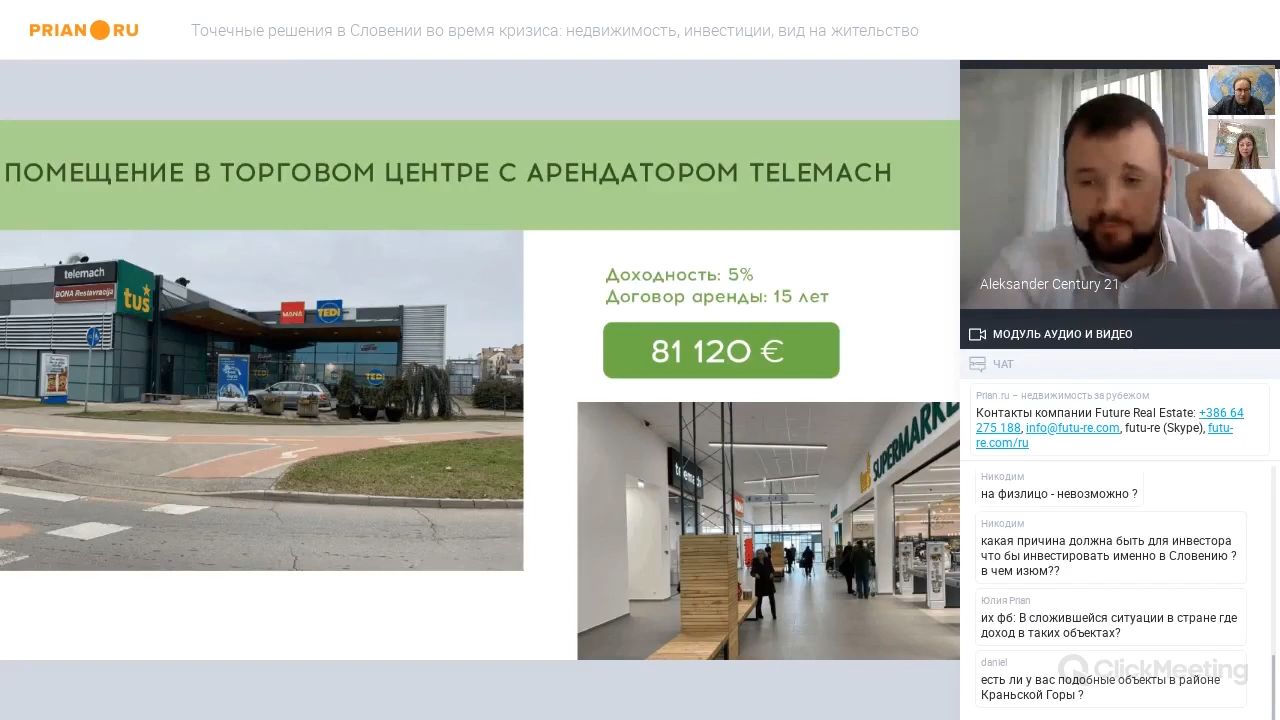 PRIAN RU
Точечные решения в Словении во время кризиса: недвижимость, инвестиции, вид на жительство
ПОМЕЩЕНИЕ В ТОРГОВОМ ЦЕНТРЕ С АРЕНДАТОРОМ TELEMACH
telemach
BONA Restavracija
tuš
MANA
TEDi
TEDi
Доходность: 5%
Договор аренды: 15 лет
81 120 €
telemach
tuš SUPERMARKE
Aleksander Century 21
МОДУЛЬ АУДИО И ВИДЕО
ЧАТ
Prian.ru – недвижимость за рубежом
Контакты компании Future Real Estate: +386 64
275 188, info@futu-re.com, futu-re (Skype), futu-
re.com/ru
Никодим
на физлицо - невозможно ?
Никодим
какая причина должна быть для инвестора
что бы инвестировать именно в Словению ?
в чем изюм??
Юлия Prian
их фб: В сложившейся ситуации в стране где
доход в таких объектах?
daniel
есть ли у вас подобные объекты в районе
Краньской Горы ?
ClickMeeting